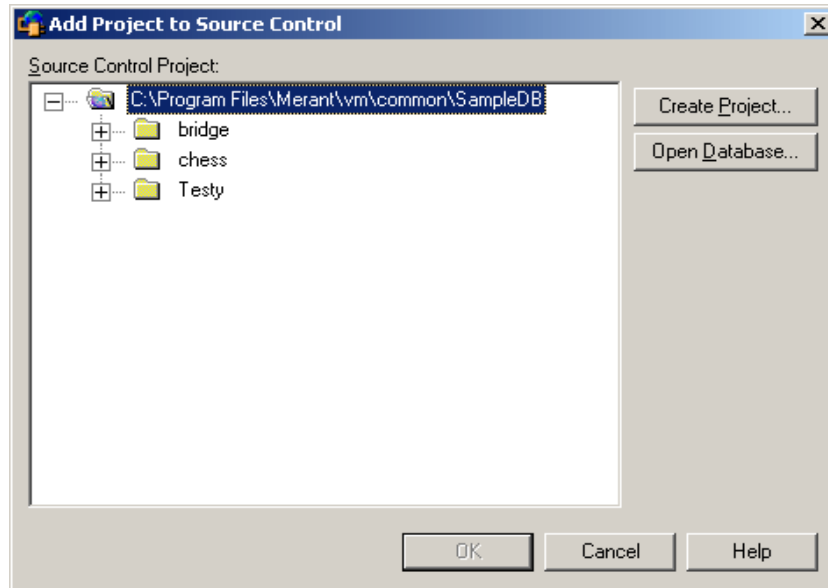 Add Project to Source Control
Source Control Project:
C:\Program Files\Merant\vm\common\SampleDB
bridge
chess
Testy
Create Project...
Open Database...
OK
Cancel
Help